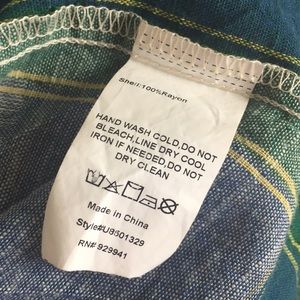 Shell:100%Rayon
HAND WASH COLD,DO NOT
BLEACH,LINE DRY COOL
IRON IF NEEDED,DO NOT
DRY CLEAN
Made in China
Style#U9501329
RN# 929941